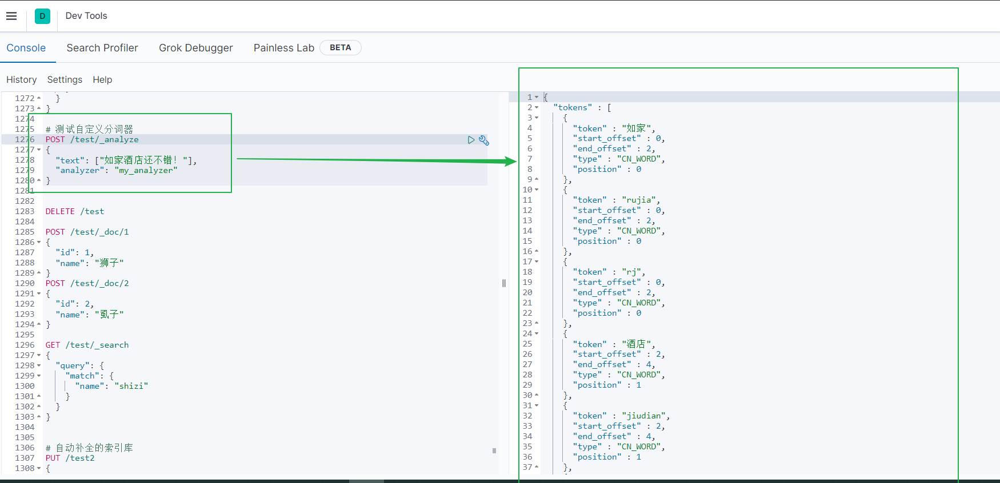 D Dev Tools
Console Search Profiler Grok Debugger Painless Lab BETA
History Settings Help
1272 }
1273 }
1274
1275 # 测试自定义分词器
1276 POST /test/_analyze
1277 {
1278 "text": ["如家酒店还不错！"],
1279 "analyzer": "my_analyzer"
1280 }
1281
1282
1283 DELETE /test
1284
1285 POST /test/_doc/1
1286 {
1287 "id": 1,
1288 "name": "狮子"
1289 }
1290 POST /test/_doc/2
1291 {
1292 "id": 2,
1293 "name": "虱子"
1294 }
1295
1296 GET /test/_search
1297 {
1298 "query": {
1299 "match": {
1300 "name": "shizi"
1301 }
1302 }
1303 }
1304
1305
1306 # 自动补全的索引库
1307 PUT /test2
1308 {
1 {
2 "tokens" : [
3 {
4 "token" : "如家",
5 "start_offset" : 0,
6 "end_offset" : 2,
7 "type" : "CN_WORD",
8 "position" : 0
9 },
10 {
11 "token" : "rujia",
12 "start_offset" : 0,
13 "end_offset" : 2,
14 "type" : "CN_WORD",
15 "position" : 0
16 },
17 {
18 "token" : "rj",
19 "start_offset" : 0,
20 "end_offset" : 2,
21 "type" : "CN_WORD",
22 "position" : 0
23 },
24 {
25 "token" : "酒店",
26 "start_offset" : 2,
27 "end_offset" : 4,
28 "type" : "CN_WORD",
29 "position" : 1
30 },
31 {
32 "token" : "jiudian",
33 "start_offset" : 2,
34 "end_offset" : 4,
35 "type" : "CN_WORD",
36 "position" : 1
37 },